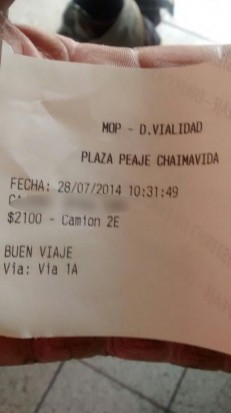 MOP - D.VIALIDAD
PLAZA PEAJE CHAIMAVIDA
FECHA: 28/07/2014 10:31:49
$2100 - Camion 2E
BUEN VIAJE
Via: Via 1A